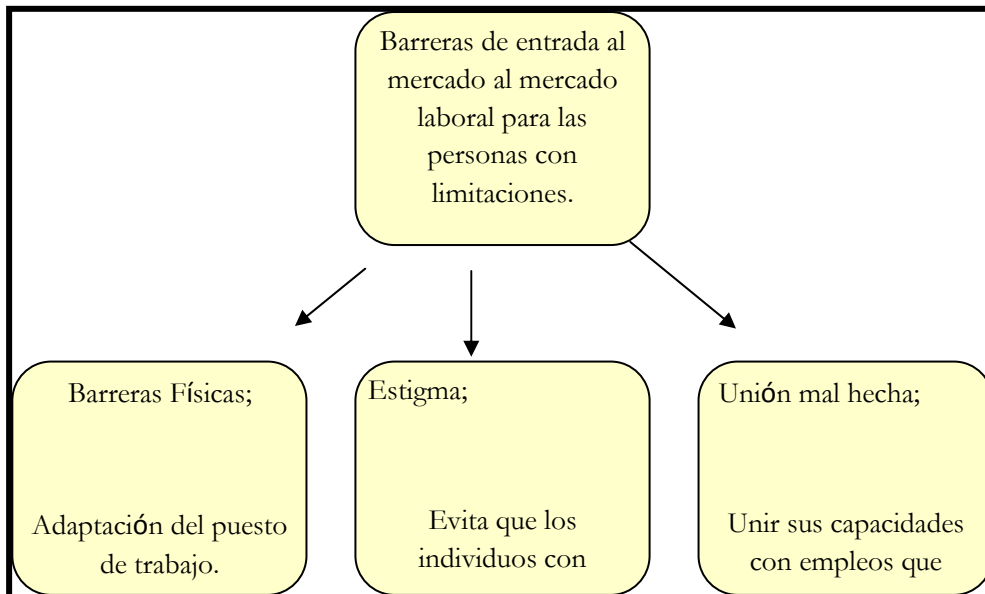 Barreras de entrada al
mercado al mercado
laboral para las
personas con
limitaciones.
Barreras Físicas;
Adaptación del puesto
de trabajo.
Estigma;
Evita que los
individuos con
Unión mal hecha;
Unir sus capacidades
con empleos que